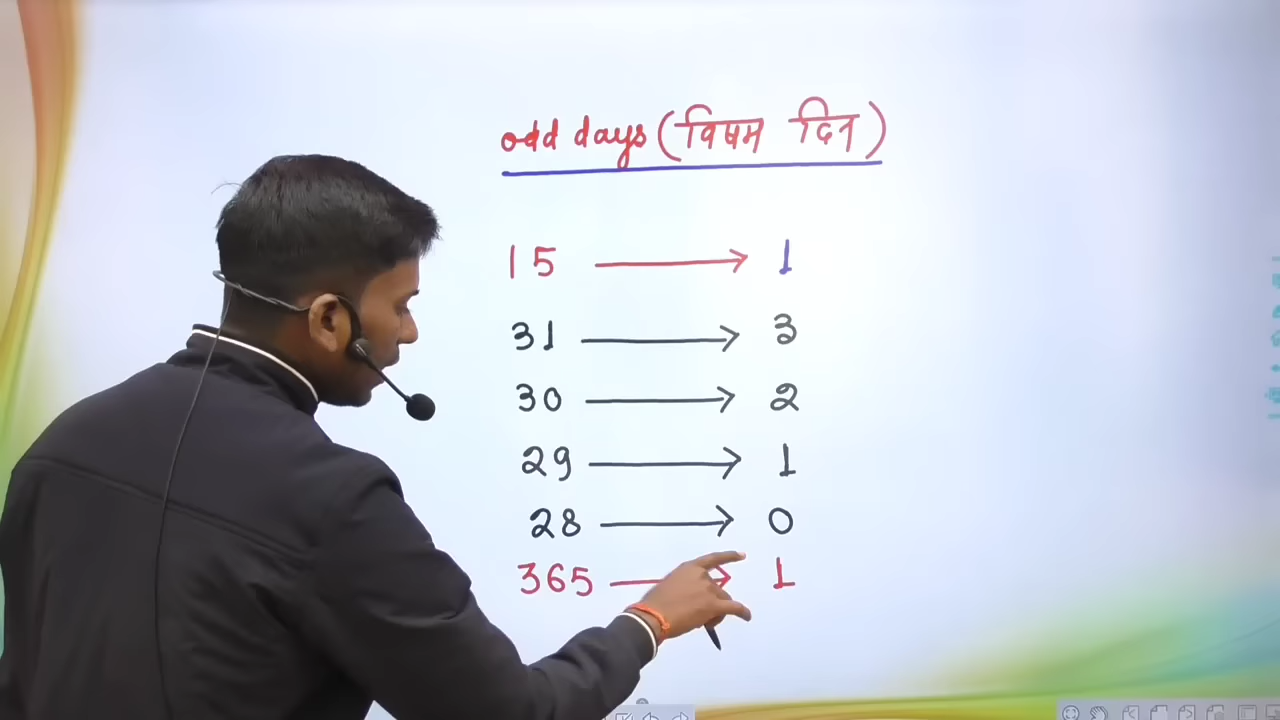 odd days (विषम दिन)
15 → 1
31 → 3
30 → 2
29 → 1
28 → 0
365 → 1